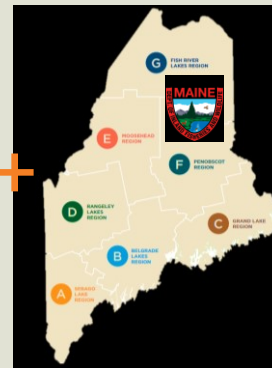 G
FISH RIVER
LAKES REGION
MAINE
E
MOOSEHEAD
REGION
F
PENOBSCOT
REGION
D
RANGELEY
LAKES
REGION
C
GRAND LAKE
REGION
B
BELGRADE
LAKES
REGION
A
SEBAGO
LAKE
REGION